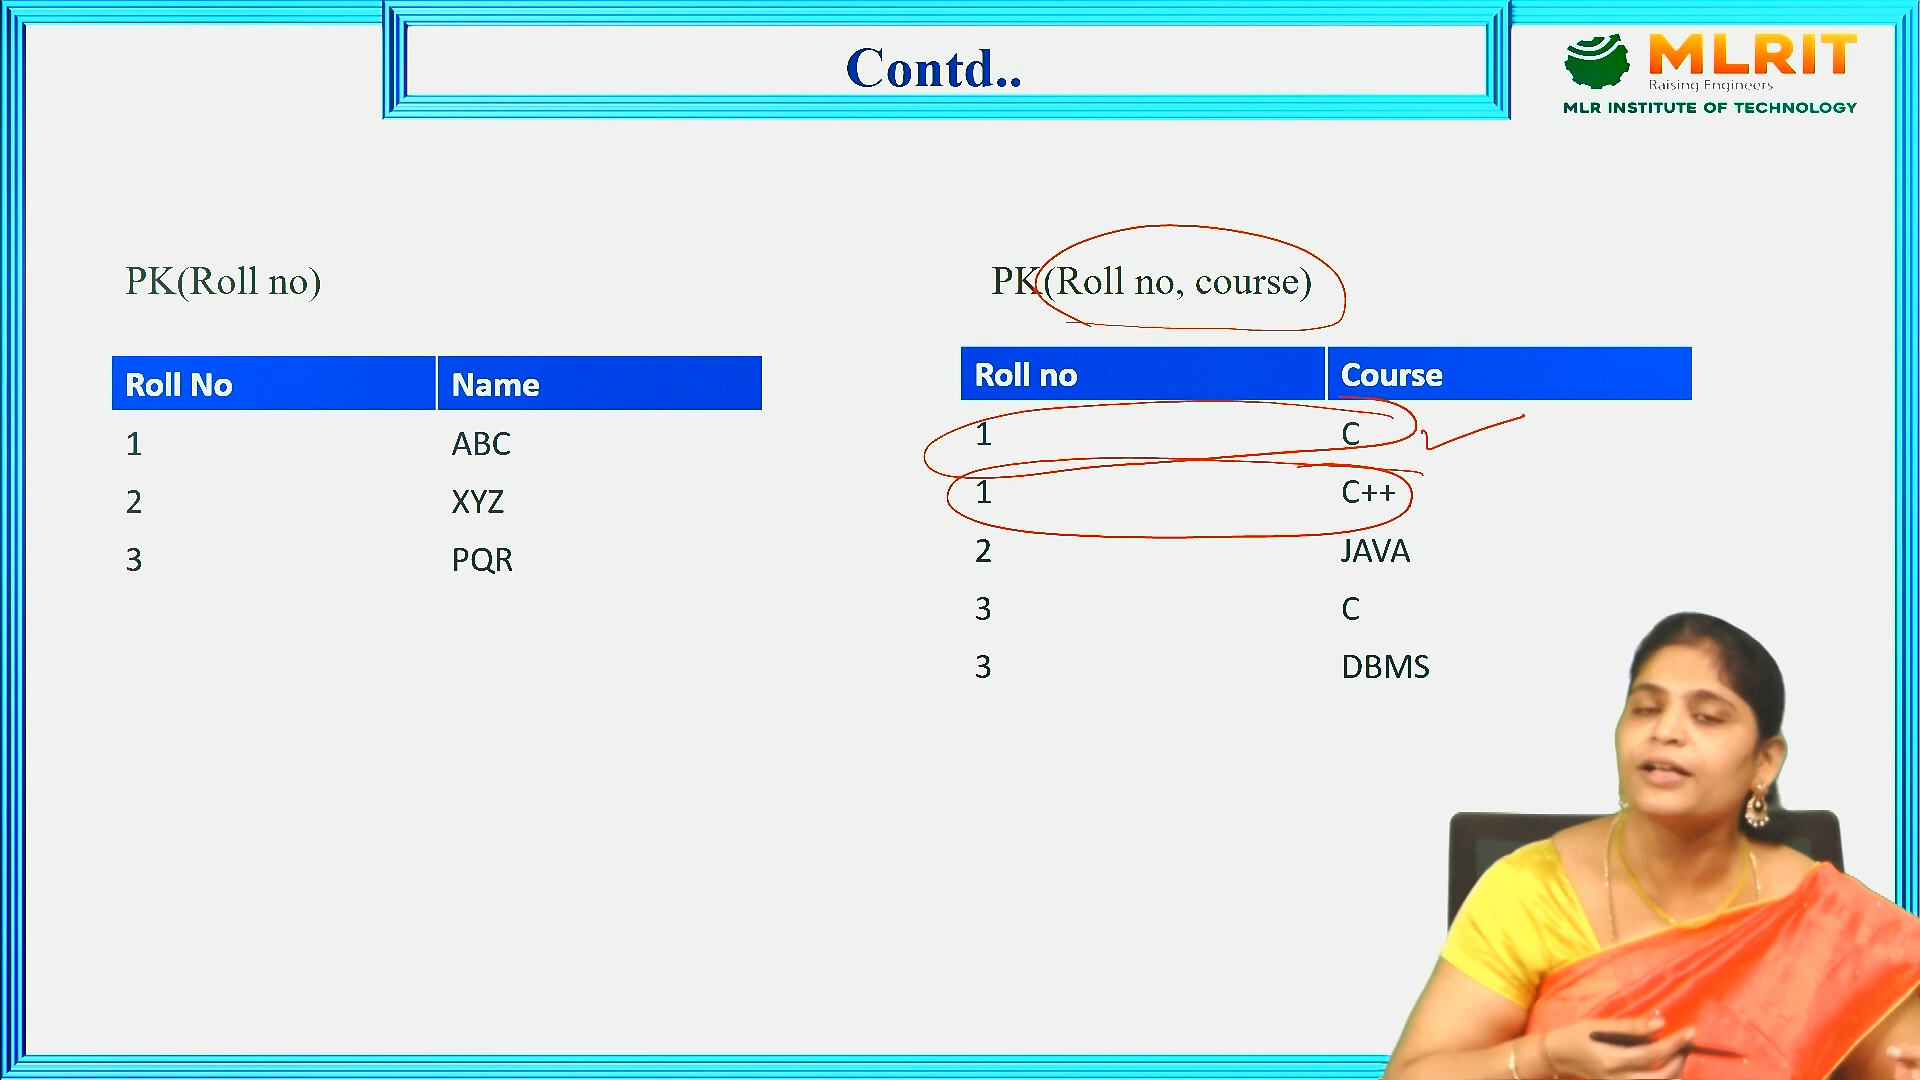 Contd..
MLRIT
Raising Engineers
MLR INSTITUTE OF TECHNOLOGY
PK(Roll no)
Roll No Name
1 ABC
2 XYZ
3 PQR
PK(Roll no, course)
Roll no Course
1 C
1 C++
2 JAVA
3 C
3 DBMS